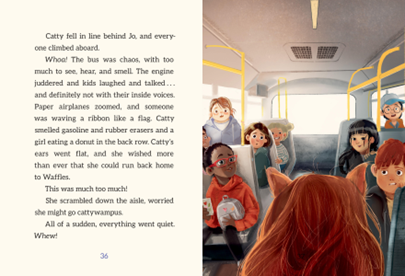 Catty fell in line behind Jo, and every-
one climbed aboard.
Whoa! The bus was chaos, with too
much to see, hear, and smell. The engine
juddered and kids laughed and talked . . .
and definitely not with their inside voices.
Paper airplanes zoomed, and someone
was waving a ribbon like a flag. Catty
smelled gasoline and rubber erasers and a
girl eating a donut in the back row. Catty's
ears went flat, and she wished more
than ever that she could run back home
to Waffles.
This was much too much!
She scrambled down the aisle, worried
she might go cattywampus.
All of a sudden, everything went quiet.
Whew!
36